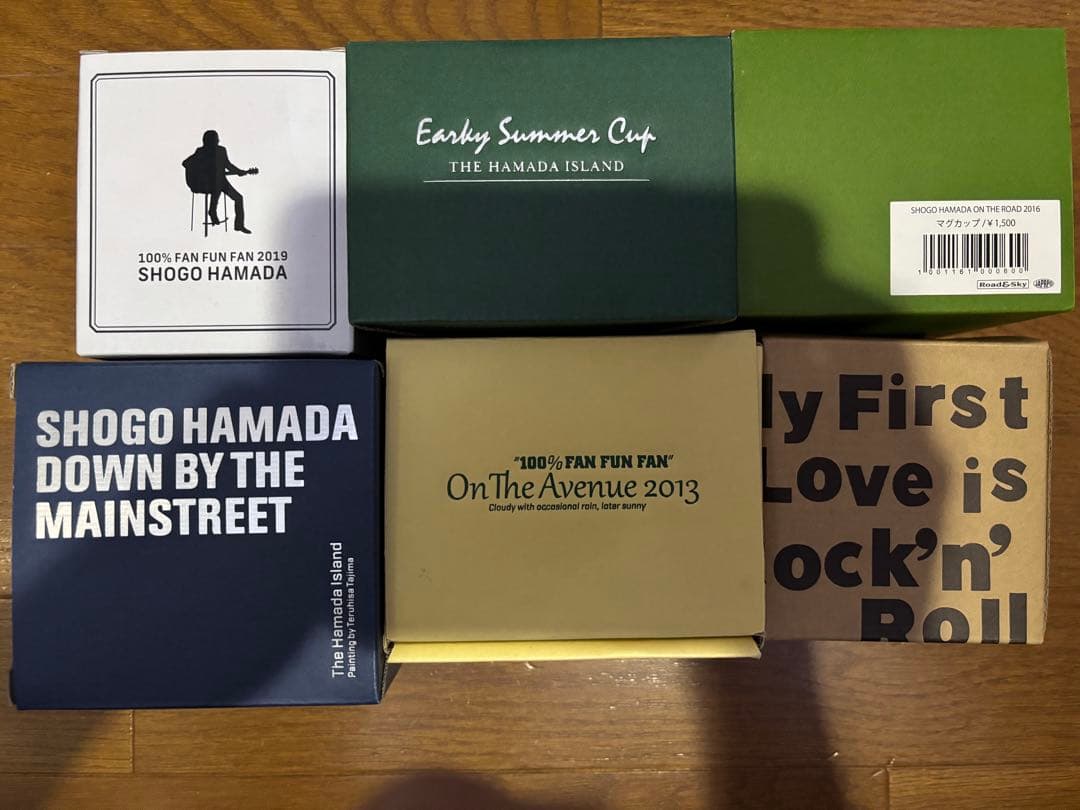 100% FAN FUN FAN 2019
SHOGO HAMADA
Earky Summer Cup
THE HAMADA ISLAND
SHOGO HAMADA ON THE ROAD 2016
マグカップ/¥1,500
1001161000600
Road&Sky
SHOGO HAMADA
DOWN BY THE
MAINSTREET
The Hamada Island
Painting by Teruhisa Tajima
"100% FAN FUN FAN"
On The Avenue 2013
Cloudy with occasional rain, later sunny
ly First
Love is
ock'n'
Roll